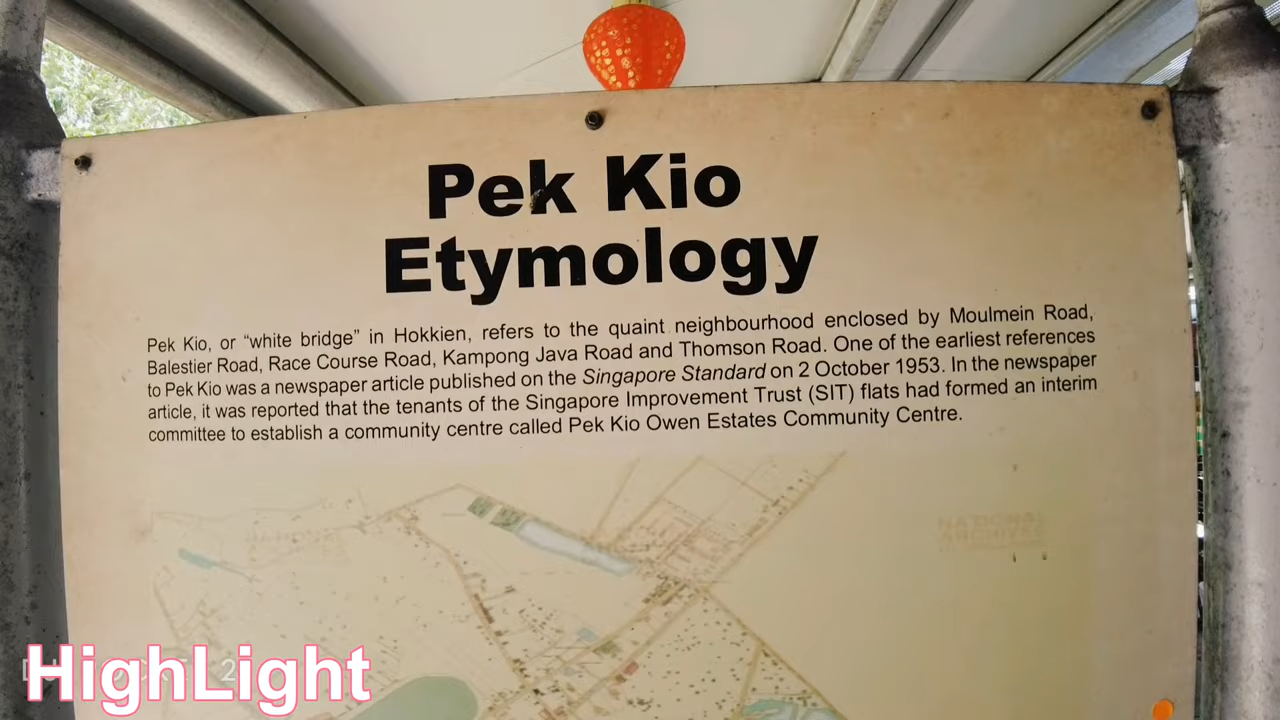 Pek Kio
Etymology
Pek Kio, or “white bridge” in Hokkien, refers to the quaint neighbourhood enclosed by Moulmein Road,
Balestier Road, Race Course Road, Kampong Java Road and Thomson Road. One of the earliest references
to Pek Kio was a newspaper article published on the Singapore Standard on 2 October 1953. In the newspaper
article, it was reported that the tenants of the Singapore Improvement Trust (SIT) flats had formed an interim
committee to establish a community centre called Pek Kio Owen Estates Community Centre.
HighLight